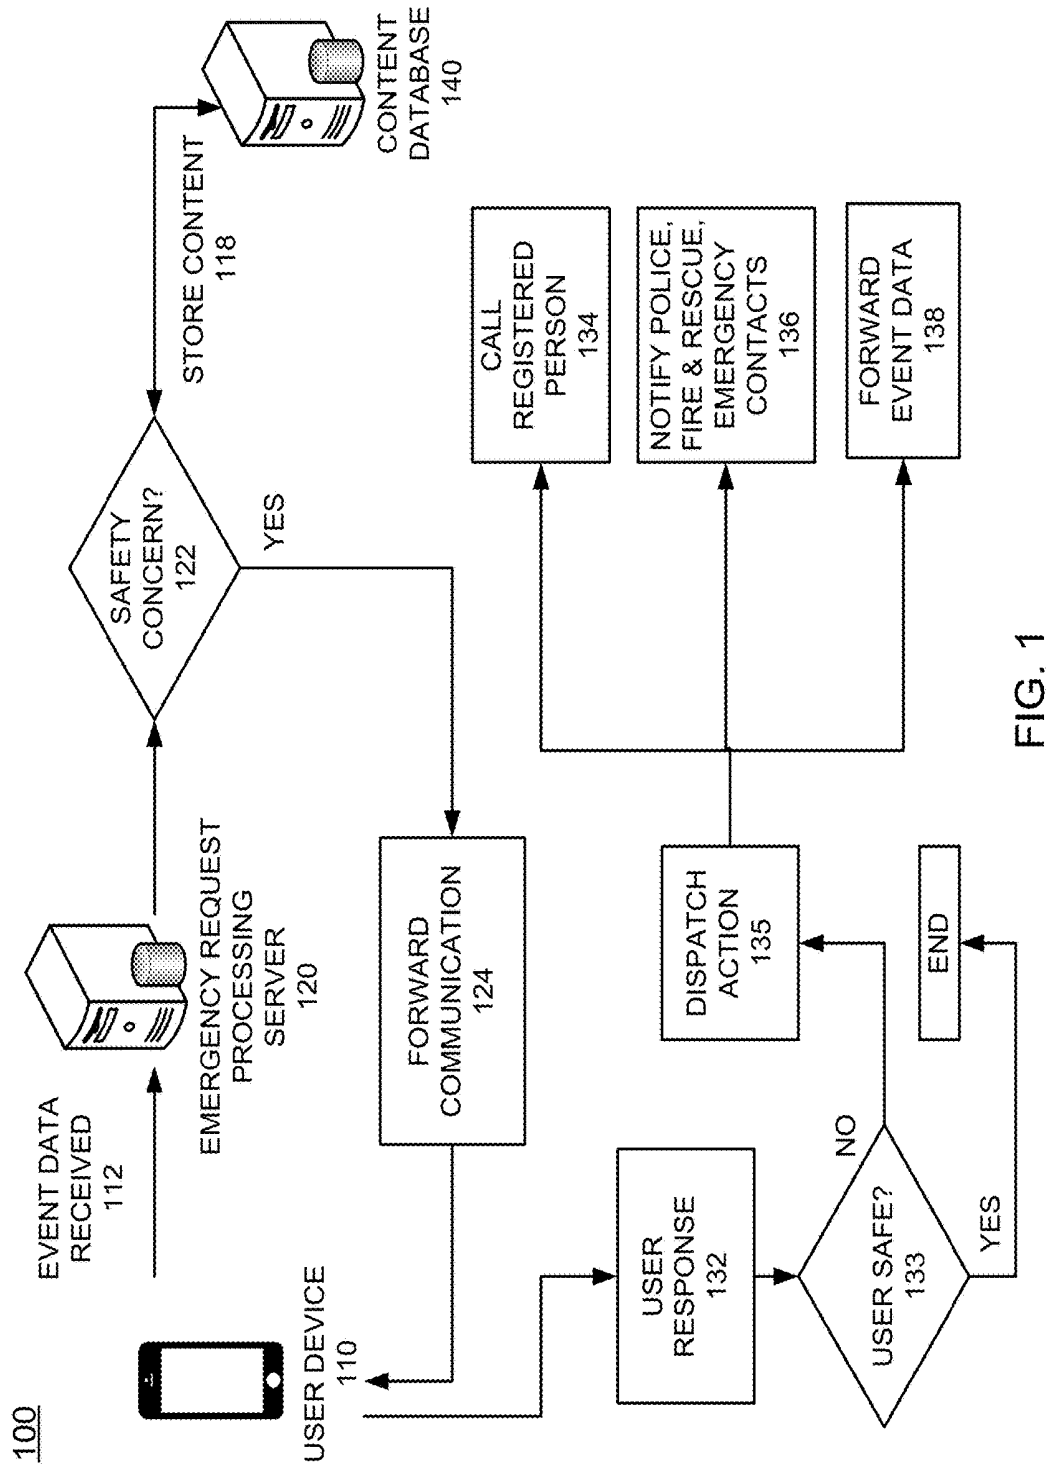 100
EVENT DATA
RECEIVED
112
USER DEVICE
110
EMERGENCY REQUEST
PROCESSING
SERVER
120
SAFETY
CONCERN?
122
STORE CONTENT
118
CONTENT
DATABASE
140
YES
FORWARD
COMMUNICATION
124
USER
RESPONSE
132
USER SAFE?
133
NO
YES
DISPATCH
ACTION
135
END
CALL
REGISTERED
PERSON
134
NOTIFY POLICE,
FIRE & RESCUE,
EMERGENCY
CONTACTS
136
FORWARD
EVENT DATA
138
FIG. 1